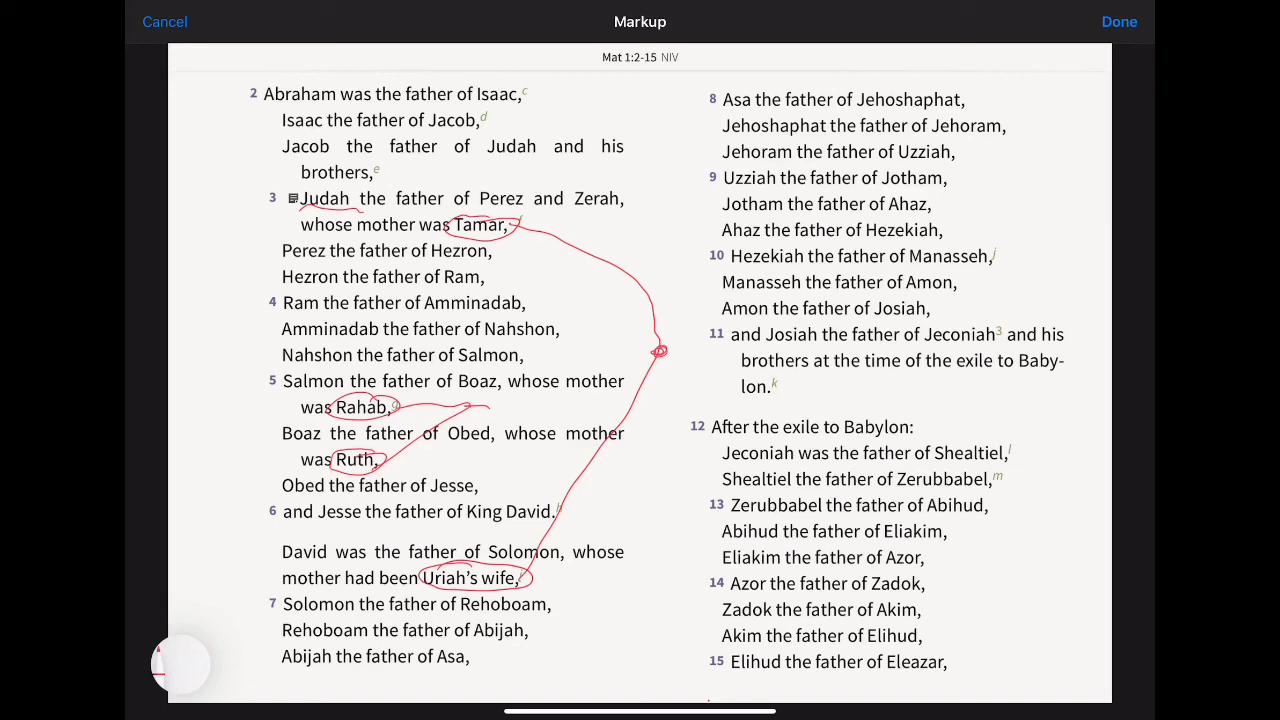 Cancel
Markup
Done
Mat 1:2-15 NIV
2 Abraham was the father of Isaac,c
Isaac the father of Jacob,d
Jacob the father of Judah and his
brothers,e
3 Judah the father of Perez and Zerah,
whose mother was Tamar,f
Perez the father of Hezron,
Hezron the father of Ram,
4 Ram the father of Amminadab,
Amminadab the father of Nahshon,
Nahshon the father of Salmon,
5 Salmon the father of Boaz, whose mother
was Rahab,g
Boaz the father of Obed, whose mother
was Ruth,
Obed the father of Jesse,
6 and Jesse the father of King David.h
David was the father of Solomon, whose
mother had been Uriah’s wife,
7 Solomon the father of Rehoboam,
Rehoboam the father of Abijah,
Abijah the father of Asa,
8 Asa the father of Jehoshaphat,
Jehoshaphat the father of Jehoram,
Jehoram the father of Uzziah,
9 Uzziah the father of Jotham,
Jotham the father of Ahaz,
Ahaz the father of Hezekiah,
10 Hezekiah the father of Manasseh,j
Manasseh the father of Amon,
Amon the father of Josiah,
11 and Josiah the father of Jeconiah3 and his
brothers at the time of the exile to Baby-
lon.k
12 After the exile to Babylon:
Jeconiah was the father of Shealtiel,l
Shealtiel the father of Zerubbabel,m
13 Zerubbabel the father of Abihud,
Abihud the father of Eliakim,
Eliakim the father of Azor,
14 Azor the father of Zadok,
Zadok the father of Akim,
Akim the father of Elihud,
15 Elihud the father of Eleazar,